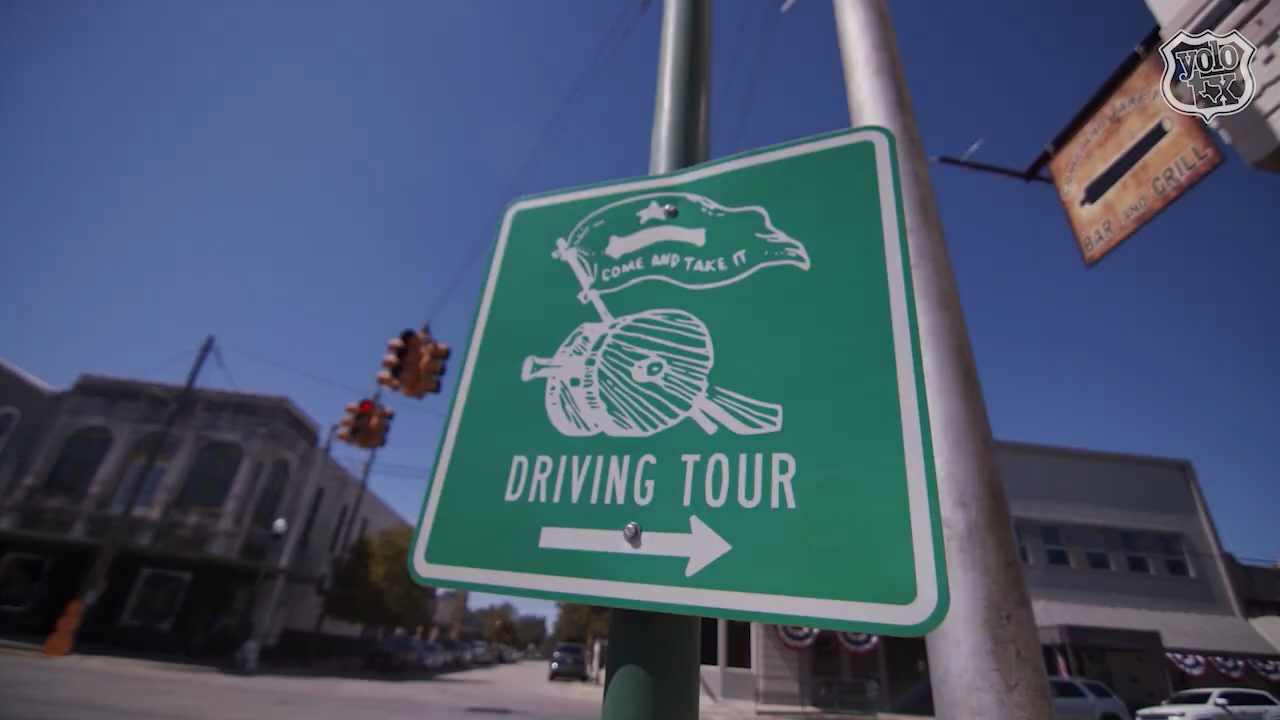 yolo
TX
COME AND TAKE IT
DRIVING TOUR
BAR AND GRILL